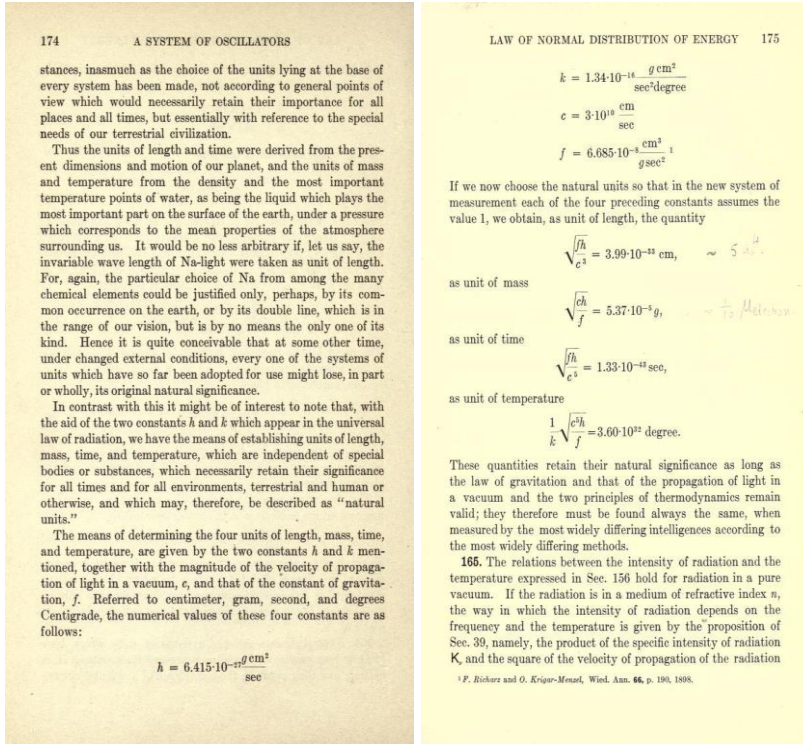 174 A SYSTEM OF OSCILLATORS
stances, inasmuch as the choice of the units lying at the base of
every system has been made, not according to general points of
view which would necessarily retain their importance for all
places and all times, but essentially with reference to the special
needs of our terrestrial civilization.
Thus the units of length and time were derived from the pres-
ent dimensions and motion of our planet, and the units of mass
and temperature from the density and the most important
temperature points of water, as being the liquid which plays the
most important part on the surface of the earth, under a pressure
which corresponds to the mean properties of the atmosphere
surrounding us. It would be no less arbitrary if, let us say, the
invariable wave length of Na-light were taken as unit of length.
For, again, the particular choice of Na from among the many
chemical elements could be justified only, perhaps, by its com-
mon occurrence on the earth, or by its double line, which is in
the range of our vision, but is by no means the only one of its
kind. Hence it is quite conceivable that at some other time,
under changed external conditions, every one of the systems of
units which have so far been adopted for use might lose, in part
or wholly, its original natural significance.
In contrast with this it might be of interest to note that, with
the aid of the two constants h and k which appear in the universal
law of radiation, we have the means of establishing units of length,
mass, time, and temperature, which are independent of special
bodies or substances, which necessarily retain their significance
for all times and for all environments, terrestrial and human or
otherwise, and which may, therefore, be described as “natural
units.”
The means of determining the four units of length, mass, time,
and temperature, are given by the two constants h and k men-
tioned, together with the magnitude of the velocity of propaga-
tion of light in a vacuum, c, and that of the constant of gravita-
tion, f. Referred to centimeter, gram, second, and degrees
Centigrade, the numerical values of these four constants are as
follows:
h = 6.415·10⁻²⁷ g cm²/sec
LAW OF NORMAL DISTRIBUTION OF ENERGY 175
k = 1.34·10⁻¹⁶ g cm²/sec²degree
c = 3·10¹⁰ cm/sec
f = 6.685·10⁻⁸ cm³/g sec² ¹
If we now choose the natural units so that in the new system of
measurement each of the four preceding constants assumes the
value 1, we obtain, as unit of length, the quantity
√(fh/c³) = 3.99·10⁻³³ cm,
as unit of mass
√(ch/f) = 5.37·10⁻⁵ g,
as unit of time
√(fh/c⁵) = 1.33·10⁻⁴³ sec,
as unit of temperature
1/k √(c⁵h/f) = 3.60·10³² degree.
These quantities retain their natural significance as long as
the law of gravitation and that of the propagation of light in
a vacuum and the two principles of thermodynamics remain
valid; they therefore must be found always the same, when
measured by the most widely differing intelligences according to
the most widely differing methods.
165. The relations between the intensity of radiation and the
temperature expressed in Sec. 156 hold for radiation in a pure
vacuum. If the radiation is in a medium of refractive index n,
the way in which the intensity of radiation depends on the
frequency and the temperature is given by the proposition of
Sec. 39, namely, the product of the specific intensity of radiation
K, and the square of the velocity of propagation of the radiation
¹ F. Richarz and O. Krigar-Menzel, Wied. Ann. 66, p. 190, 1898.